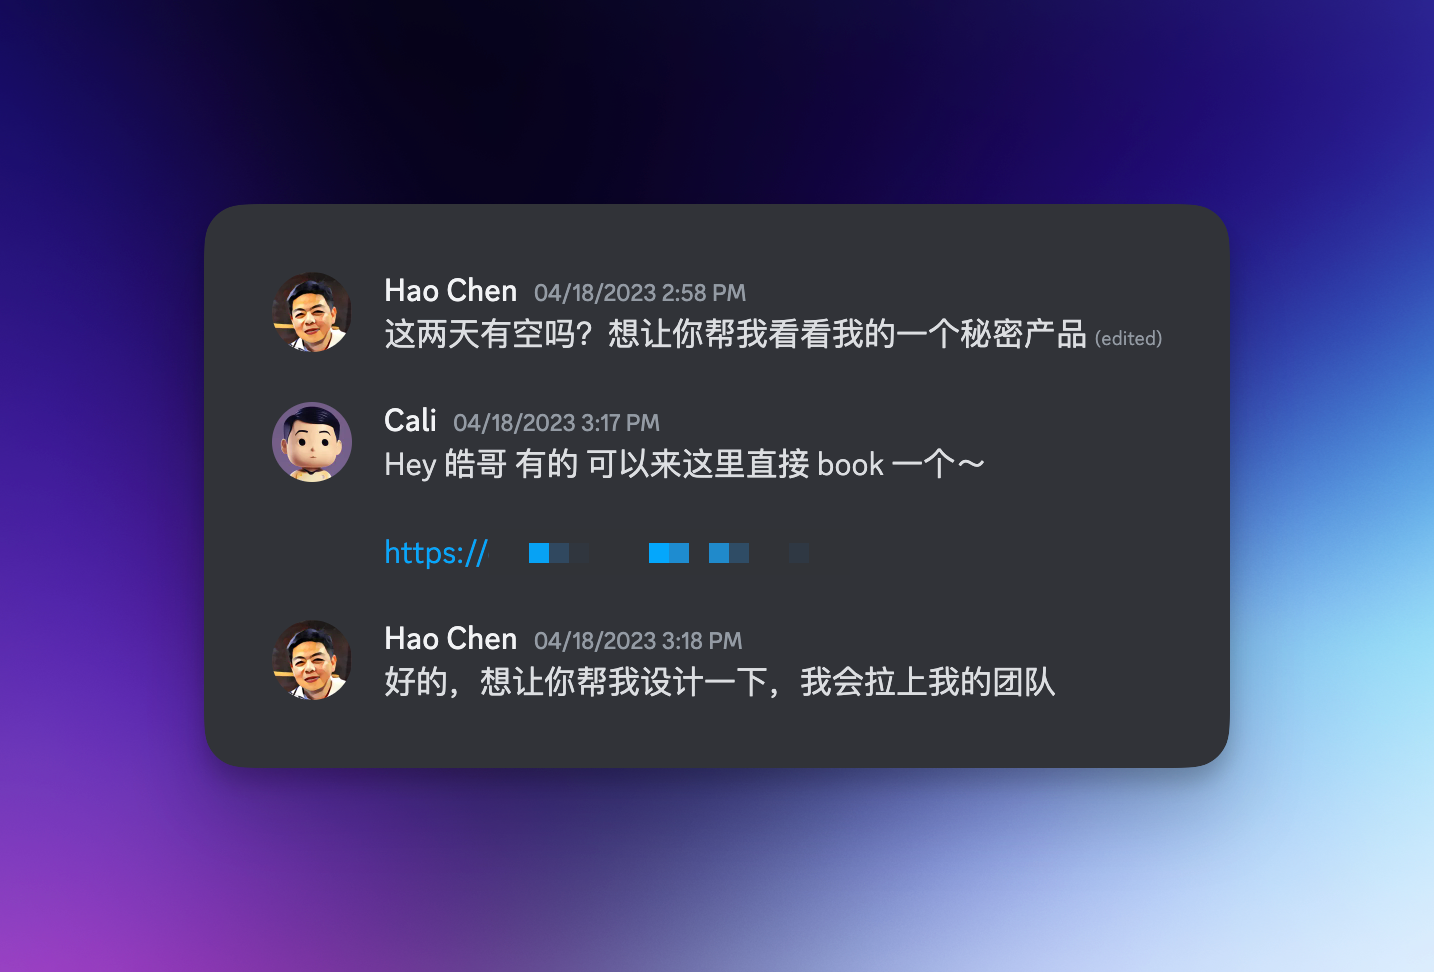 Hao Chen 04/18/2023 2:58 PM
这两天有空吗？想让你帮我看看我的一个秘密产品 (edited)
Cali 04/18/2023 3:17 PM
Hey 皓哥 有的 可以来这里直接 book 一个～
https://
Hao Chen 04/18/2023 3:18 PM
好的，想让你帮我设计一下，我会拉上我的团队